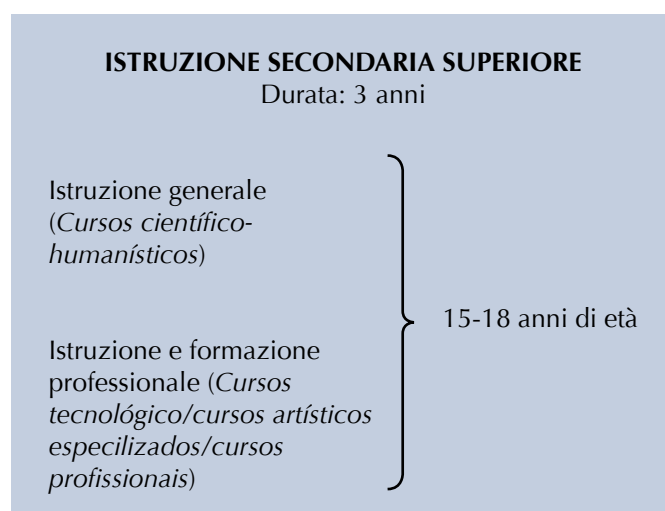 ISTRUZIONE SECONDARIA SUPERIORE
Durata: 3 anni
Istruzione generale
(Cursos científico-
humanísticos)
15-18 anni di età
Istruzione e formazione
professionale (Cursos
tecnológico/cursos artísticos
especilizados/cursos
profissionais)